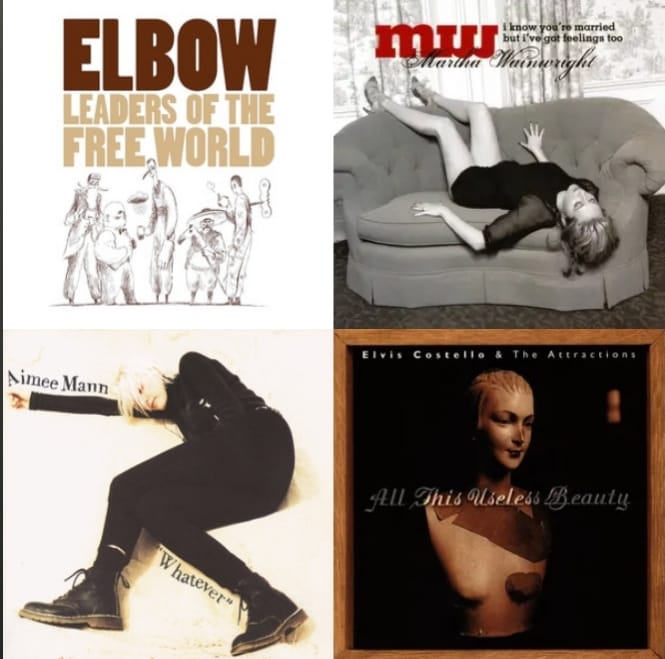 ELBOW
LEADERS OF THE
FREE WORLD
mw
i know you're married
but i've got feelings too
Martha Wainwright
Aimee Mann
"Whatever"
Elvis Costello & The Attractions
All This Useless Beauty